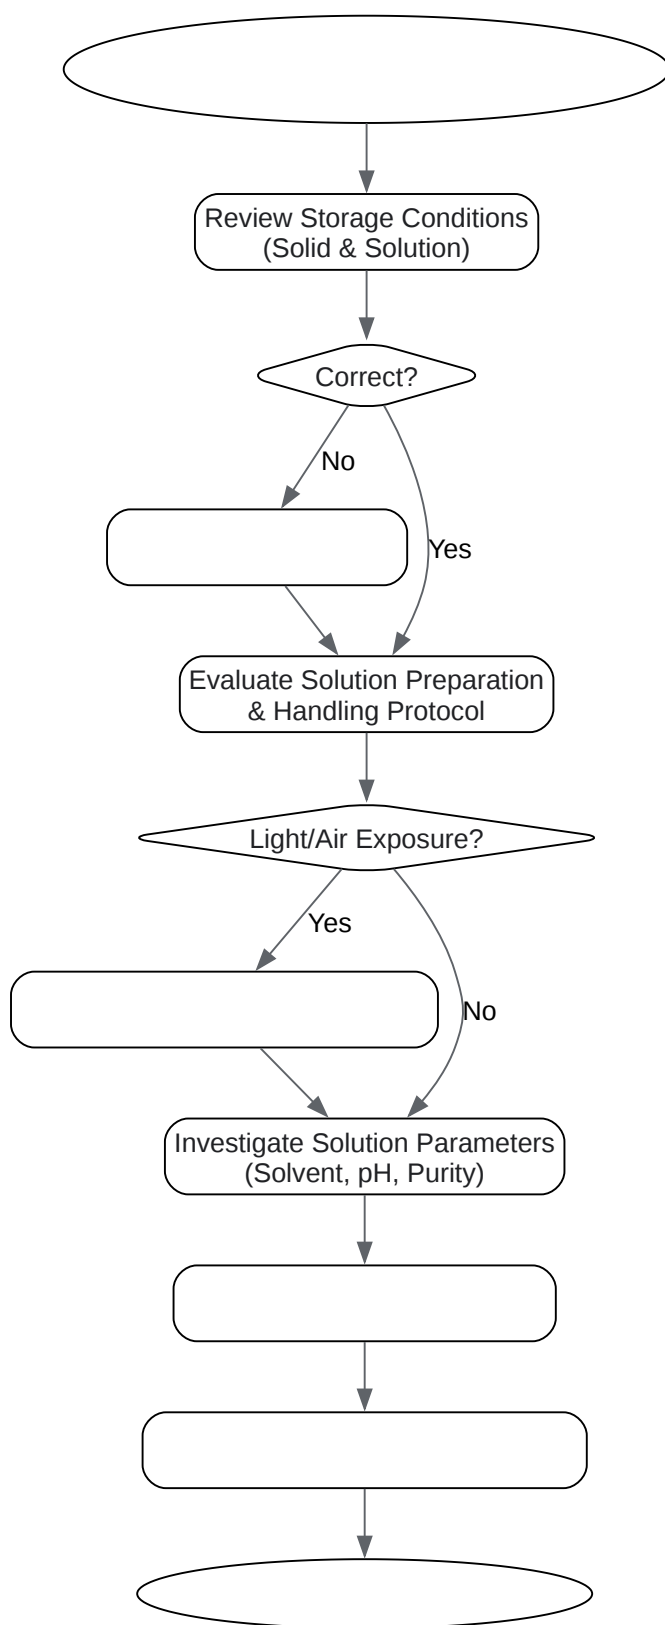 Review Storage Conditions
(Solid & Solution)
Correct?
No
Yes
Evaluate Solution Preparation
& Handling Protocol
Light/Air Exposure?
Yes
No
Investigate Solution Parameters
(Solvent, pH, Purity)